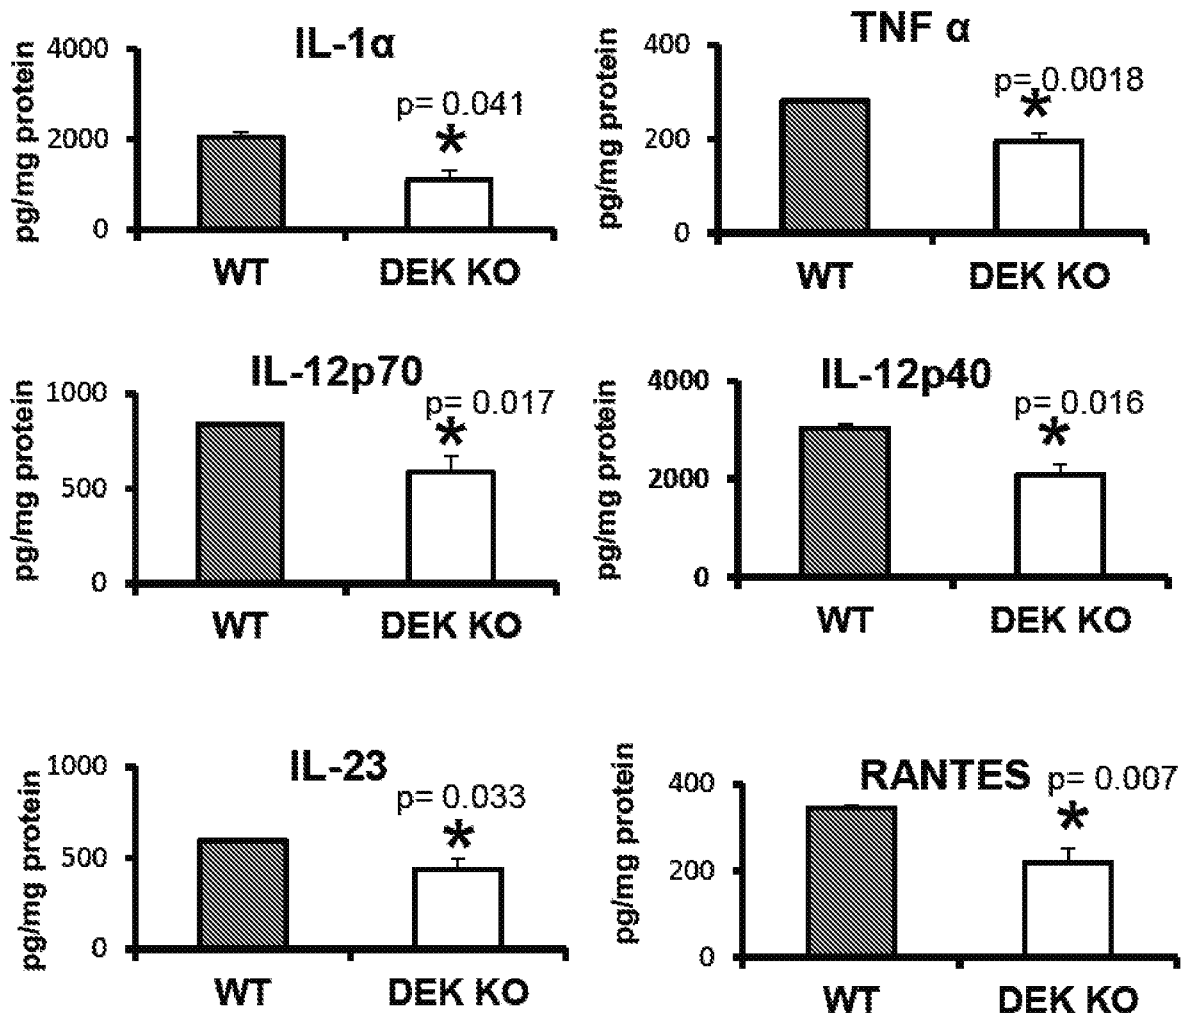 IL-1α
p= 0.041
*
pg/mg protein
4000
2000
0
WT DEK KO
TNF α
p= 0.0018
*
pg/mg protein
400
200
0
WT DEK KO
IL-12p70
p= 0.017
*
pg/mg protein
1000
500
0
WT DEK KO
IL-12p40
p= 0.016
*
pg/mg protein
4000
2000
0
WT DEK KO
IL-23
p= 0.033
*
pg/mg protein
1000
500
0
WT DEK KO
RANTES
p= 0.007
*
pg/mg protein
400
200
0
WT DEK KO